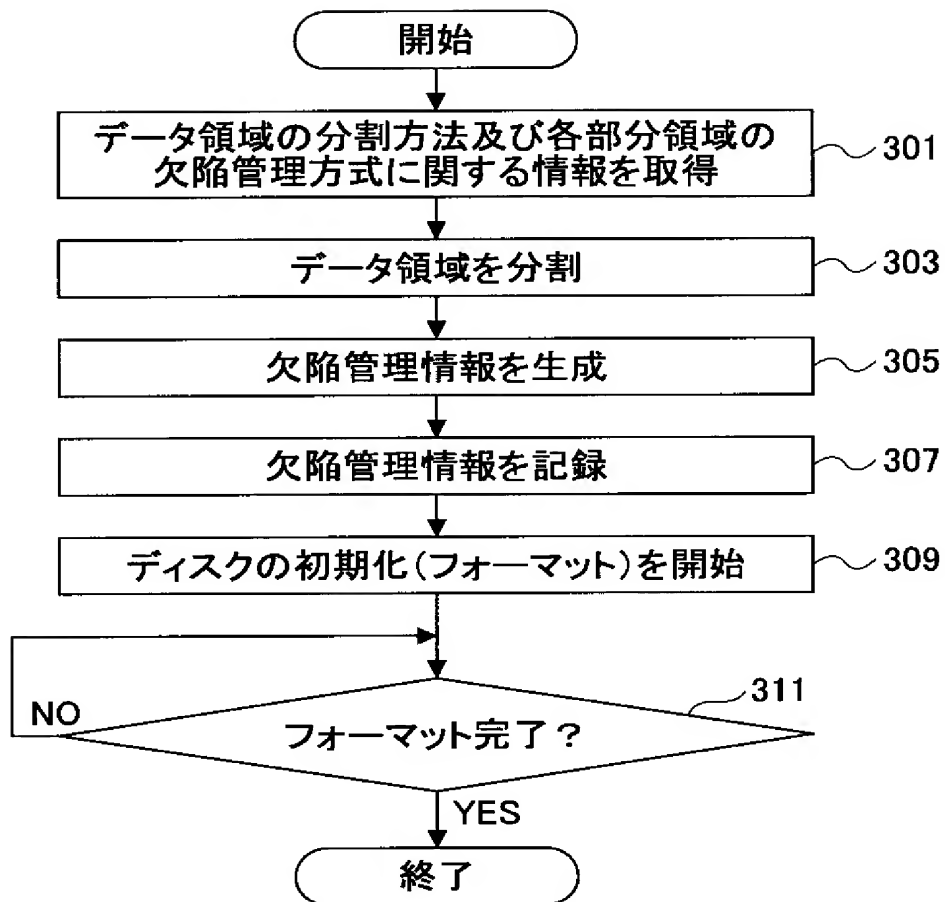 開始
データ領域の分割方法及び各部分領域の
欠陥管理方式に関する情報を取得
301
データ領域を分割
303
欠陥管理情報を生成
305
欠陥管理情報を記録
307
ディスクの初期化(フォーマット)を開始
309
311
NO
フォーマット完了？
YES
終了